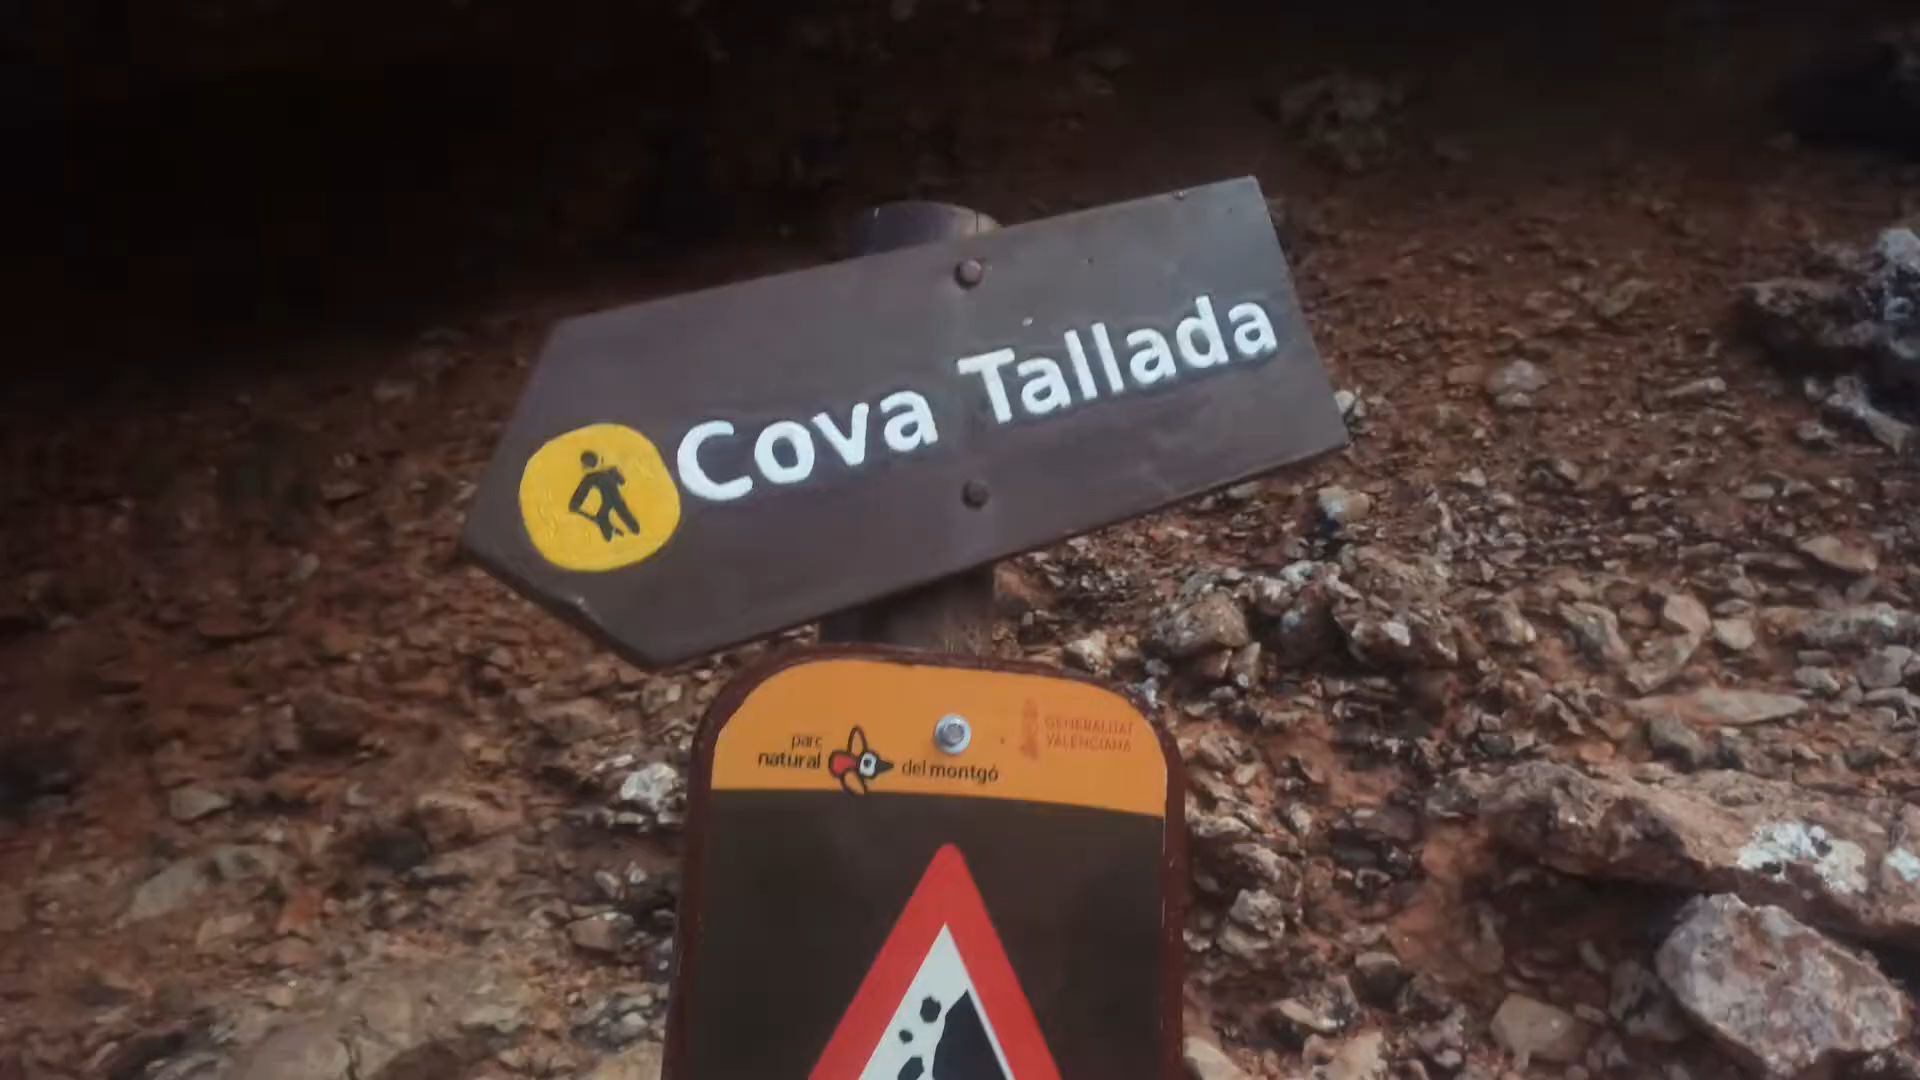 Cova Tallada
parc
natural
del montgó
GENERALITAT
VALENCIANA